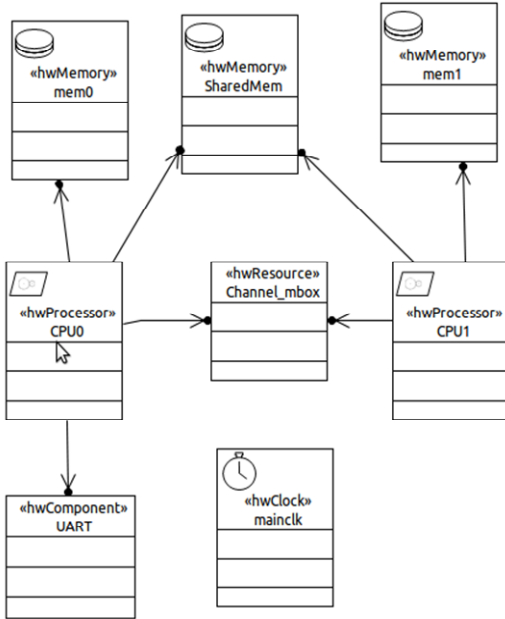 «hwMemory»
mem0
«hwMemory»
SharedMem
«hwMemory»
mem1
«hwProcessor»
CPU0
«hwResource»
Channel_mbox
«hwProcessor»
CPU1
«hwComponent»
UART
«hwClock»
mainclk